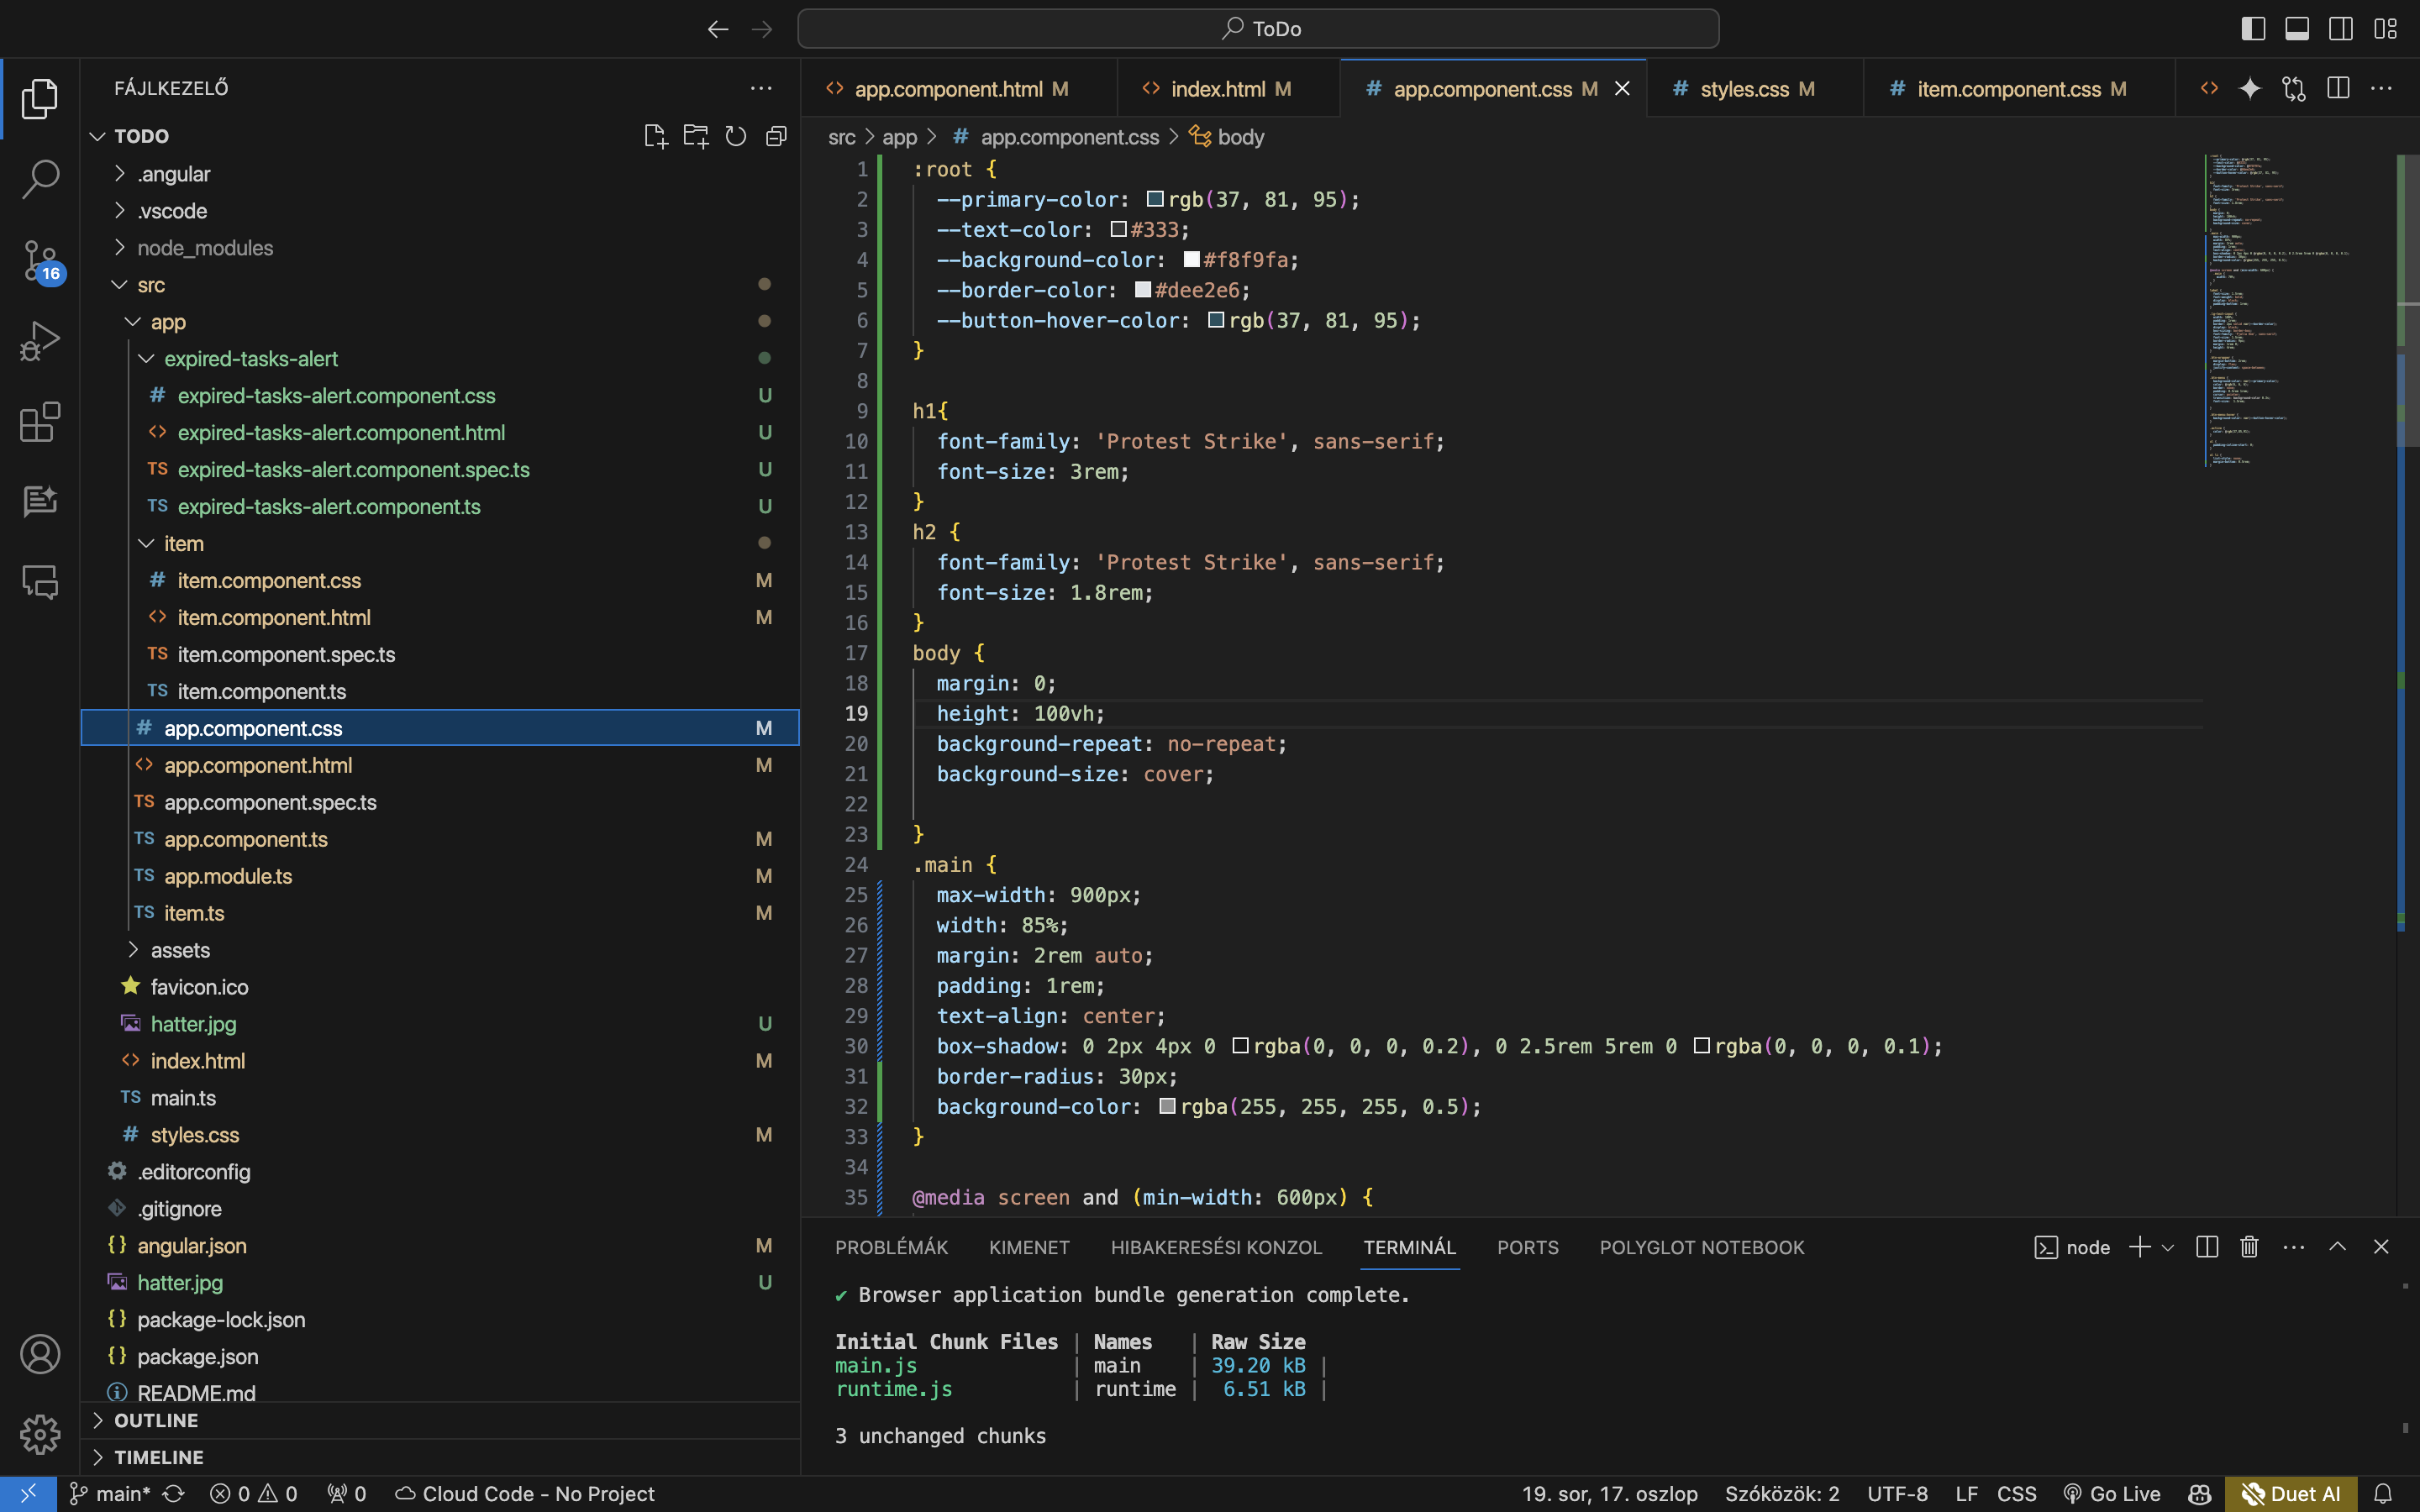 ToDo
FÁJLKEZELŐ
TODO
.angular
.vscode
node_modules
src
app
expired-tasks-alert
expired-tasks-alert.component.css U
expired-tasks-alert.component.html U
TS expired-tasks-alert.component.spec.ts U
TS expired-tasks-alert.component.ts U
item
item.component.css M
item.component.html M
TS item.component.spec.ts
TS item.component.ts
app.component.css M
app.component.html M
TS app.component.spec.ts
TS app.component.ts M
TS app.module.ts M
TS item.ts M
assets
favicon.ico
hatter.jpg U
index.html M
TS main.ts
styles.css M
.editorconfig
.gitignore
angular.json M
hatter.jpg U
package-lock.json
package.json
README.md
OUTLINE
TIMELINE
16
app.component.html M
index.html M
app.component.css M
styles.css M
item.component.css M
src > app > # app.component.css > body
1 :root {
2 --primary-color: rgb(37, 81, 95);
3 --text-color: #333;
4 --background-color: #f8f9fa;
5 --border-color: #dee2e6;
6 --button-hover-color: rgb(37, 81, 95);
7 }
8
9 h1{
10 font-family: 'Protest Strike', sans-serif;
11 font-size: 3rem;
12 }
13 h2 {
14 font-family: 'Protest Strike', sans-serif;
15 font-size: 1.8rem;
16 }
17 body {
18 margin: 0;
19 height: 100vh;
20 background-repeat: no-repeat;
21 background-size: cover;
22
23 }
24 .main {
25 max-width: 900px;
26 width: 85%;
27 margin: 2rem auto;
28 padding: 1rem;
29 text-align: center;
30 box-shadow: 0 2px 4px 0 rgba(0, 0, 0, 0.2), 0 2.5rem 5rem 0 rgba(0, 0, 0, 0.1);
31 border-radius: 30px;
32 background-color: rgba(255, 255, 255, 0.5);
33 }
34
35 @media screen and (min-width: 600px) {
PROBLÉMÁK KIMENET HIBAKERESÉSI KONZOL TERMINÁL PORTS POLYGLOT NOTEBOOK node
✔ Browser application bundle generation complete.
Initial Chunk Files | Names | Raw Size
main.js | main | 39.20 kB |
runtime.js | runtime | 6.51 kB |
3 unchanged chunks
main* 0 0 0 Cloud Code - No Project 19. sor, 17. oszlop Szóközök: 2 UTF-8 LF CSS Go Live Duet AI